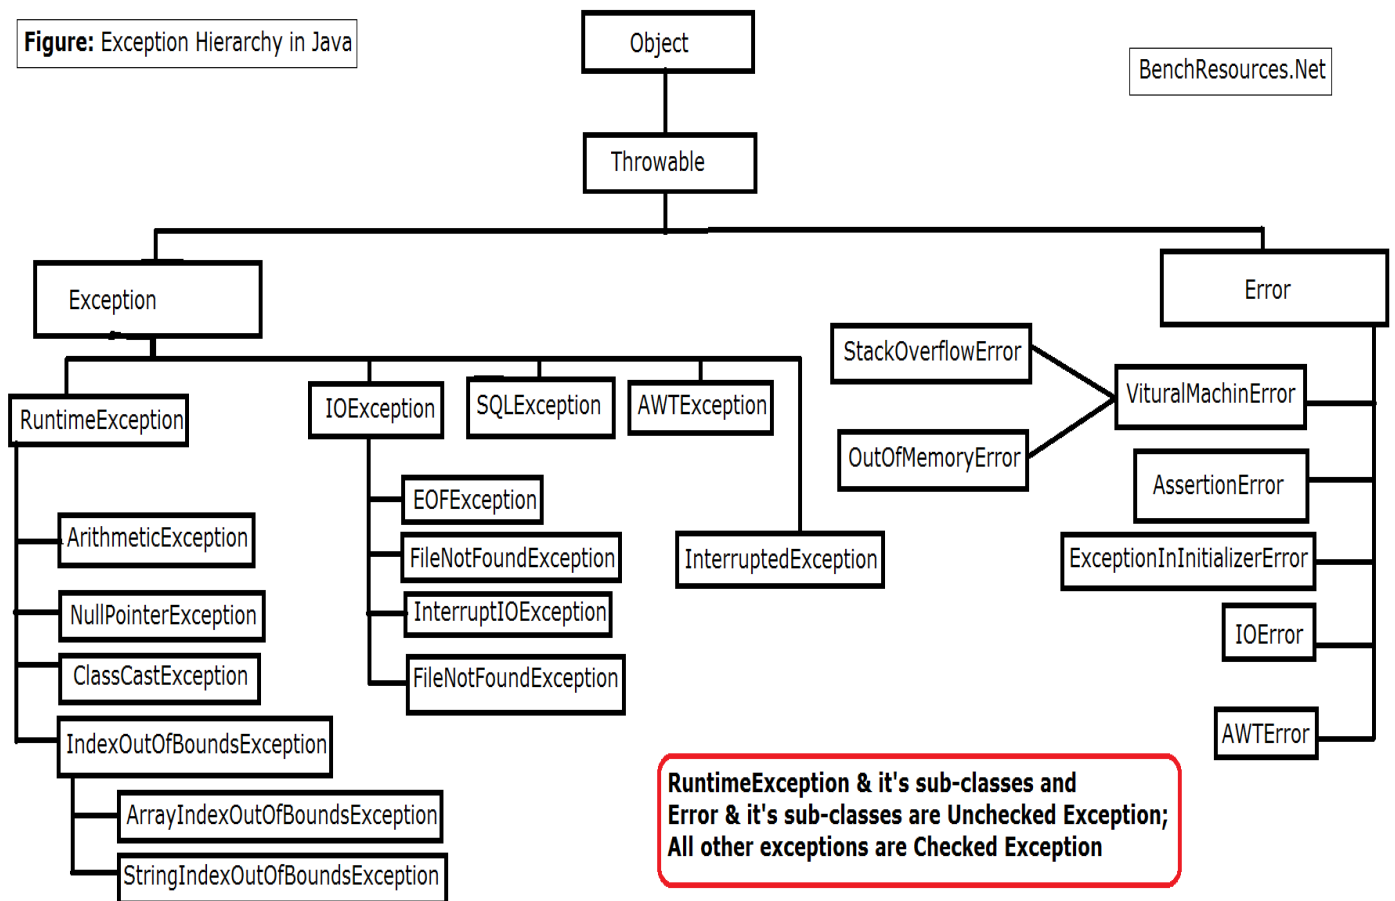 Figure: Exception Hierarchy in Java
Object
BenchResources.Net
Throwable
Exception
Error
StackOverflowError
VituralMachinError
OutOfMemoryError
RuntimeException
IOException
SQLException
AWTException
EOFException
FileNotFoundException
InterruptIOException
FileNotFoundException
InterruptedException
AssertionError
ExceptionInInitializerError
IOError
AWTError
ArithmeticException
NullPointerException
ClassCastException
IndexOutOfBoundsException
ArrayIndexOutOfBoundsException
StringIndexOutOfBoundsException
RuntimeException & it's sub-classes and
Error & it's sub-classes are Unchecked Exception;
All other exceptions are Checked Exception